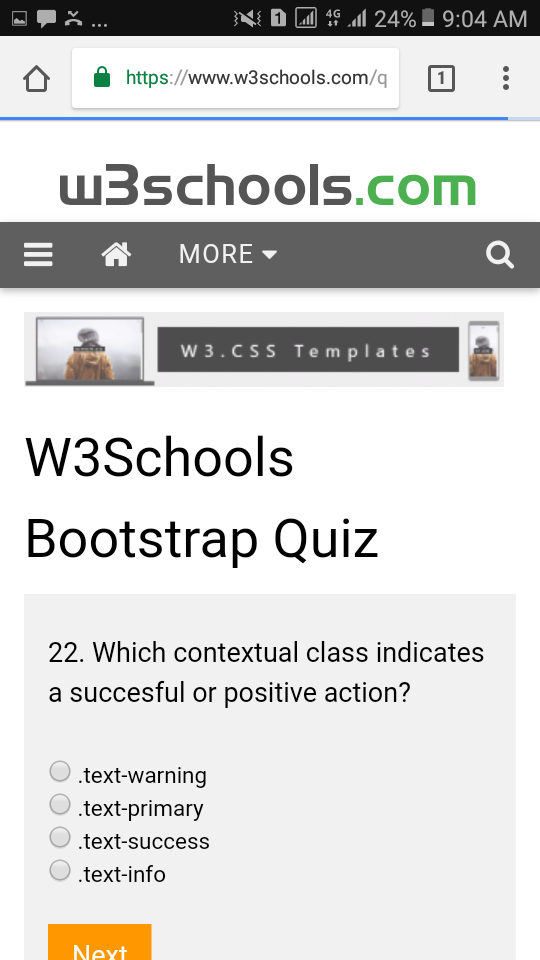 1 4G 24% 9:04 AM
https://www.w3schools.com/q
1
w3schools.com
MORE
W3.CSS Templates
W3Schools
Bootstrap Quiz
22. Which contextual class indicates
a succesful or positive action?
.text-warning
.text-primary
.text-success
.text-info
Next